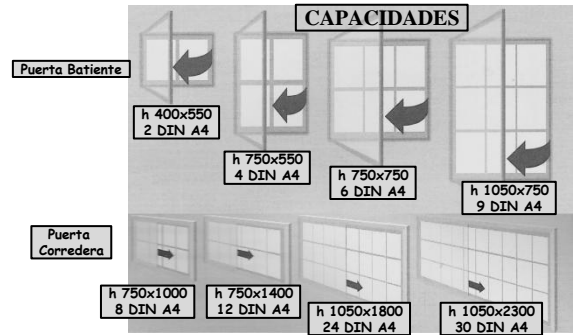 CAPACIDADES
Puerta Batiente
h 400x550
2 DIN A4
h 750x550
4 DIN A4
h 750x750
6 DIN A4
h 1050x750
9 DIN A4
Puerta
Corredera
h 750x1000
8 DIN A4
h 750x1400
12 DIN A4
h 1050x1800
24 DIN A4
h 1050x2300
30 DIN A4